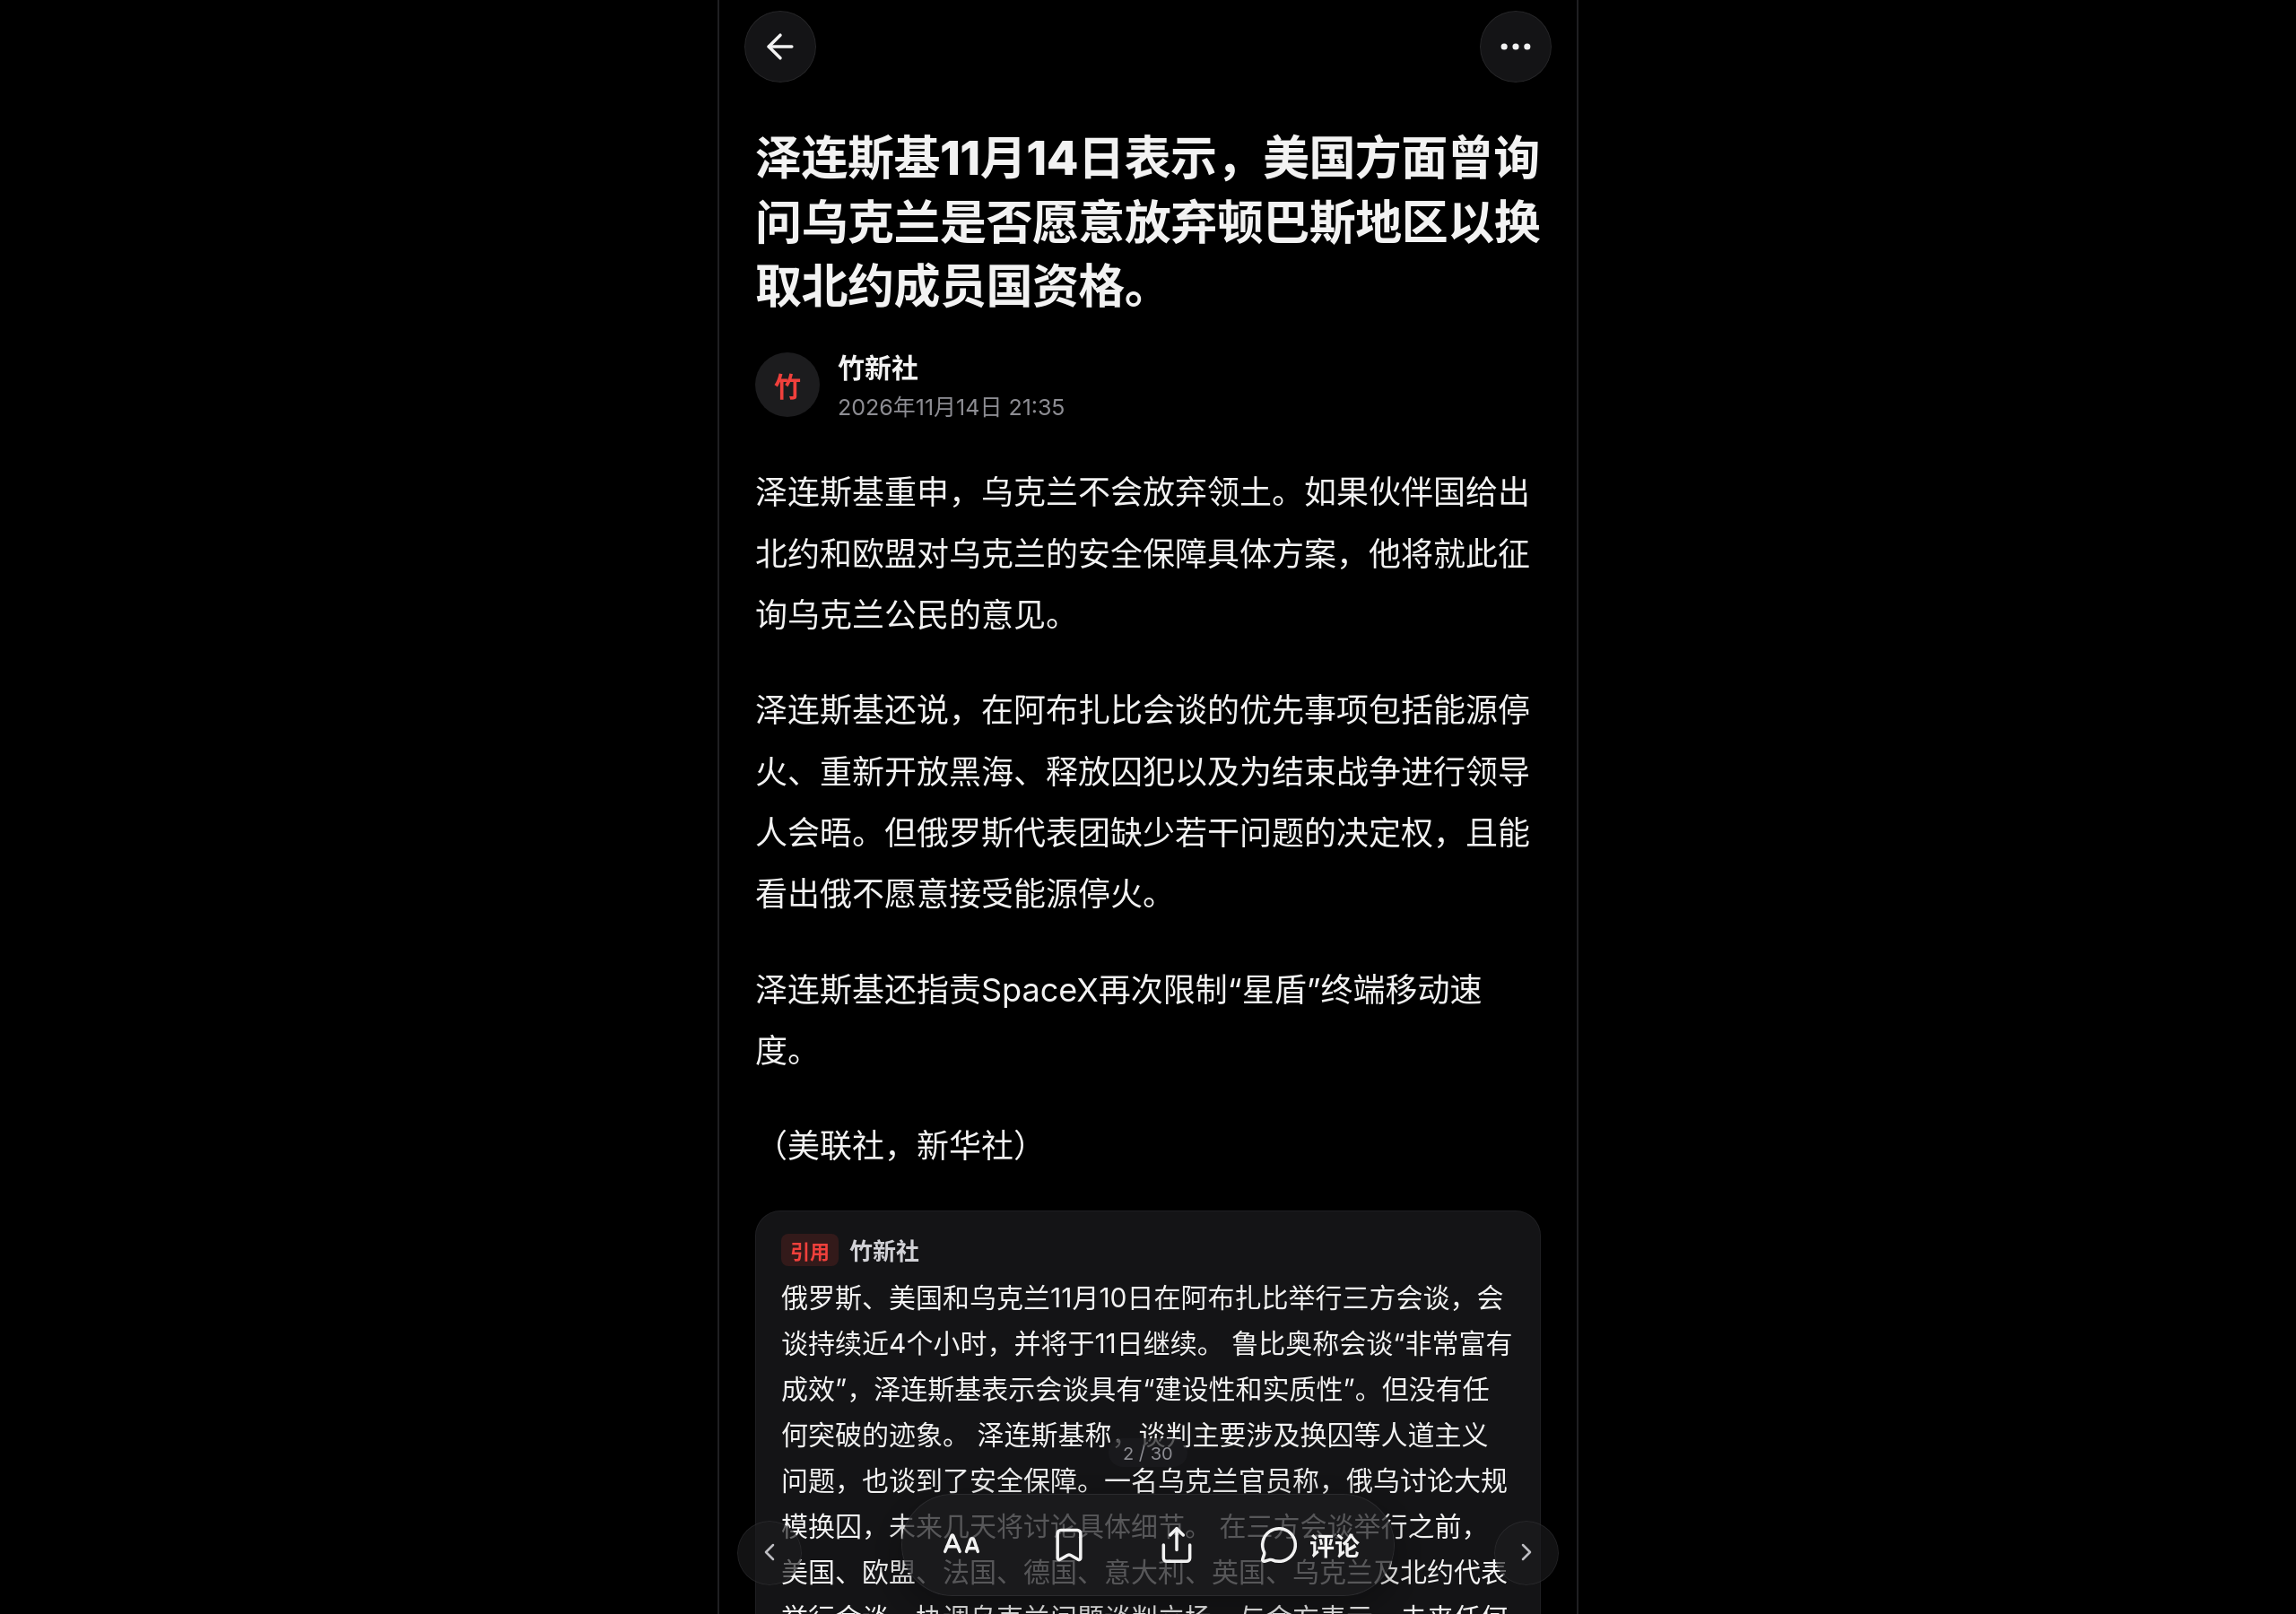 泽连斯基11月14日表示，美国方面曾询
问乌克兰是否愿意放弃顿巴斯地区以换
取北约成员国资格。
竹
竹新社
2026年11月14日 21:35
泽连斯基重申，乌克兰不会放弃领土。如果伙伴国给出
北约和欧盟对乌克兰的安全保障具体方案，他将就此征
询乌克兰公民的意见。
泽连斯基还说，在阿布扎比会谈的优先事项包括能源停
火、重新开放黑海、释放囚犯以及为结束战争进行领导
人会晤。但俄罗斯代表团缺少若干问题的决定权，且能
看出俄不愿意接受能源停火。
泽连斯基还指责SpaceX再次限制“星盾”终端移动速
度。
（美联社，新华社）
引用 竹新社
俄罗斯、美国和乌克兰11月10日在阿布扎比举行三方会谈，会
谈持续近4个小时，并将于11日继续。 鲁比奥称会谈“非常富有
成效”，泽连斯基表示会谈具有“建设性和实质性”。但没有任
何突破的迹象。 泽连斯基称，谈判主要涉及换囚等人道主义
2 / 30
问题，也谈到了安全保障。一名乌克兰官员称，俄乌讨论大规
模换囚，未来几天将讨论具体细节。 在三方会谈举行之前，
AA
评论
美国、欧盟、法国、德国、意大利、英国、乌克兰及北约代表